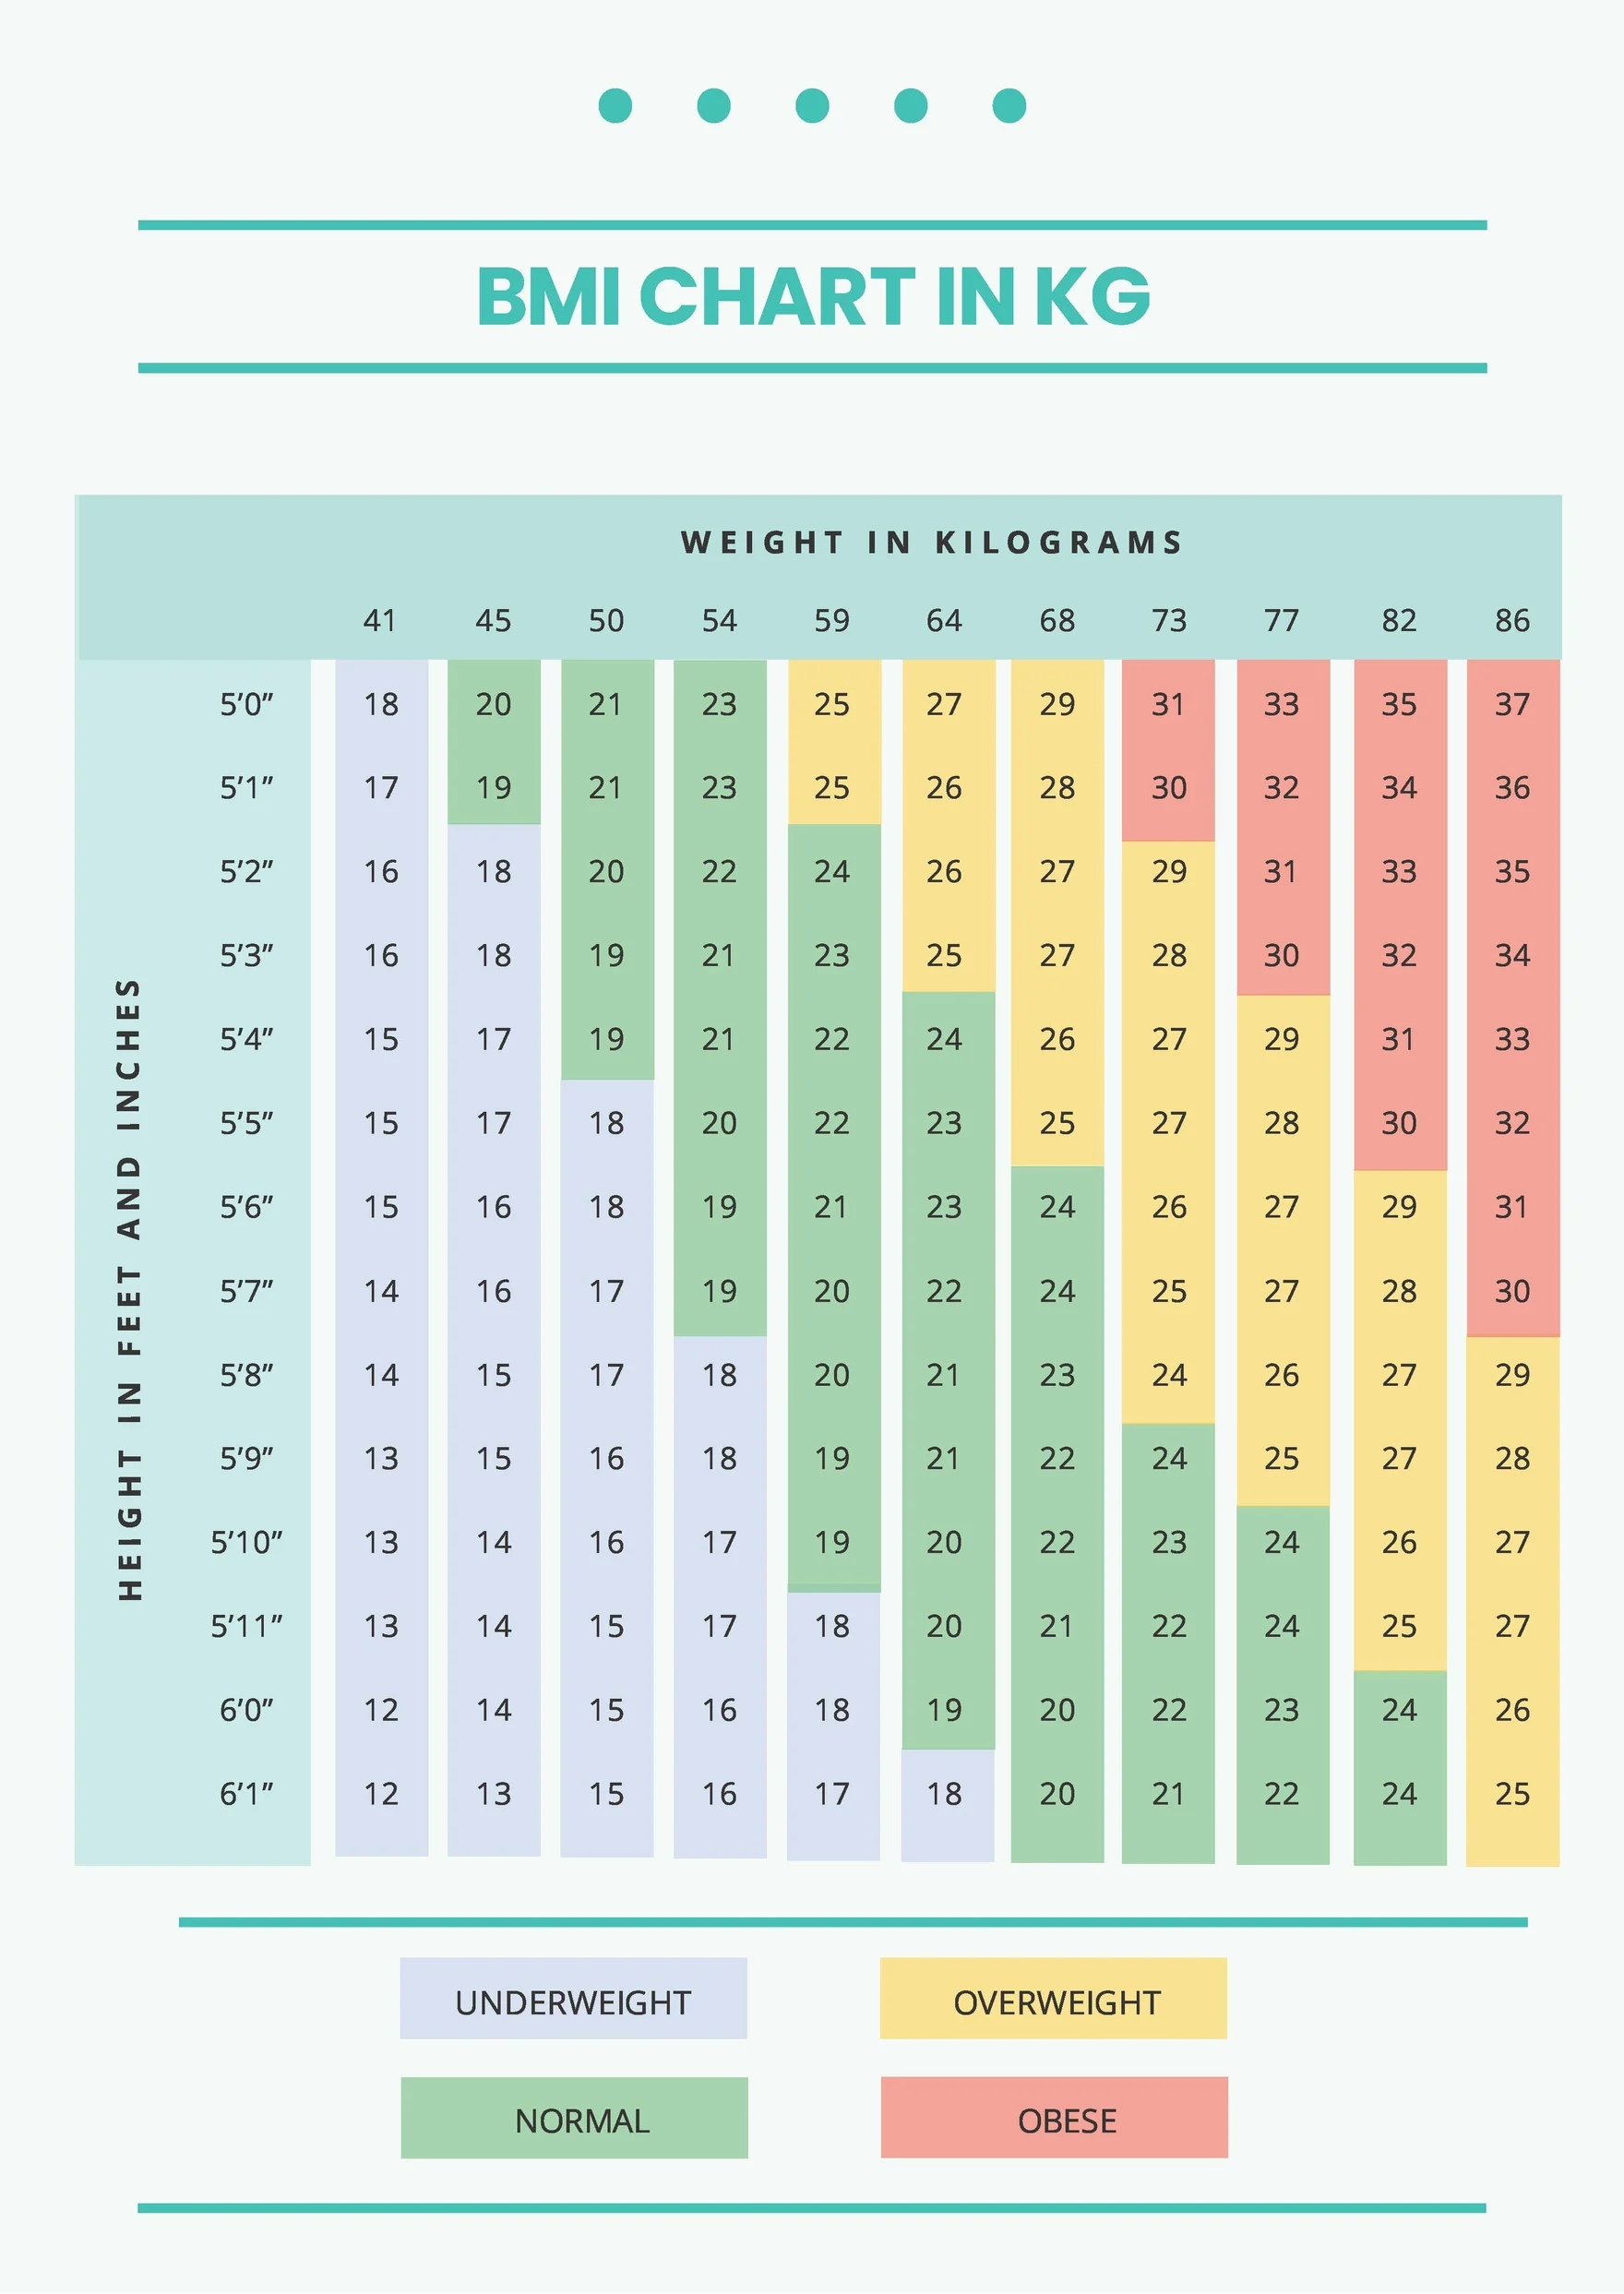 BMI CHART IN KG
WEIGHT IN KILOGRAMS
41 45 50 54 59 64 68 73 77 82 86
HEIGHT IN FEET AND INCHES
5’0” 18 20 21 23 25 27 29 31 33 35 37
5’1” 17 19 21 23 25 26 28 30 32 34 36
5’2” 16 18 20 22 24 26 27 29 31 33 35
5’3” 16 18 19 21 23 25 27 28 30 32 34
5’4” 15 17 19 21 22 24 26 27 29 31 33
5’5” 15 17 18 20 22 23 25 27 28 30 32
5’6” 15 16 18 19 21 23 24 26 27 29 31
5’7” 14 16 17 19 20 22 24 25 27 28 30
5’8” 14 15 17 18 20 21 23 24 26 27 29
5’9” 13 15 16 18 19 21 22 24 25 27 28
5’10” 13 14 16 17 19 20 22 23 24 26 27
5’11” 13 14 15 17 18 20 21 22 24 25 27
6’0” 12 14 15 16 18 19 20 22 23 24 26
6’1” 12 13 15 16 17 18 20 21 22 24 25
UNDERWEIGHT OVERWEIGHT
NORMAL OBESE